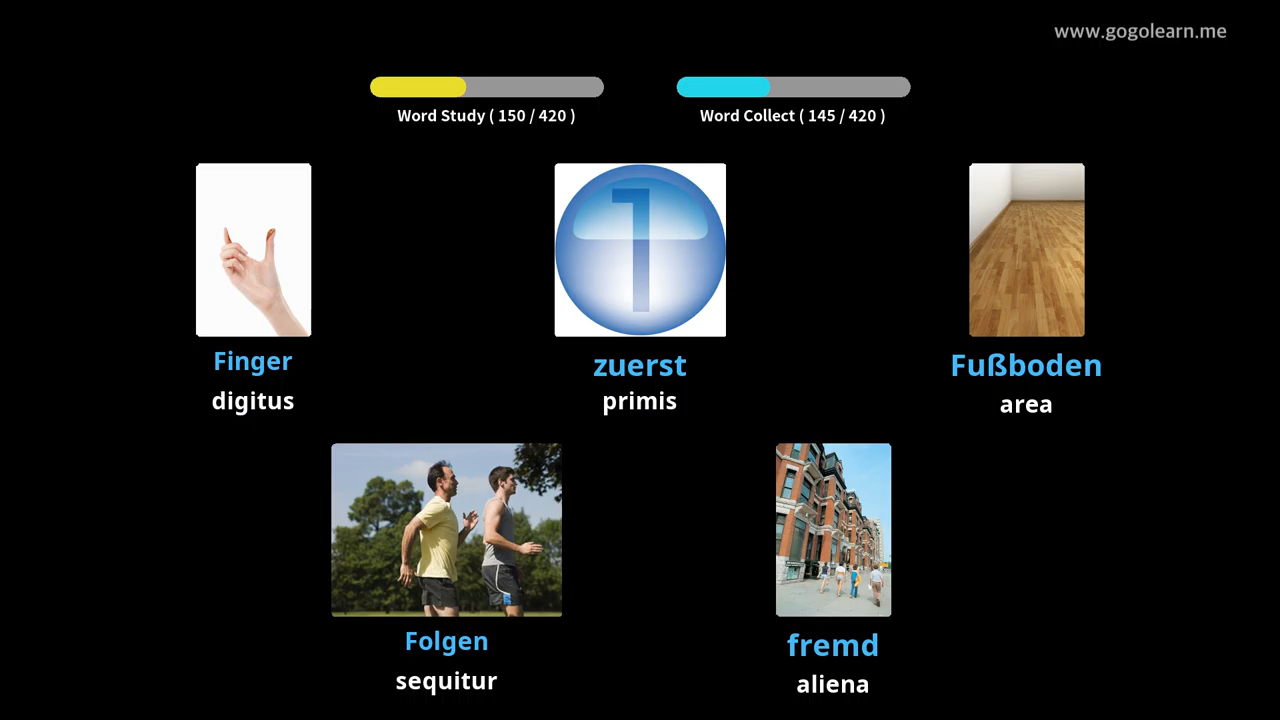 www.gogolearn.me
Word Study ( 150 / 420 )
Word Collect ( 145 / 420 )
1
Finger
digitus
zuerst
primis
Fußboden
area
Folgen
sequitur
fremd
aliena